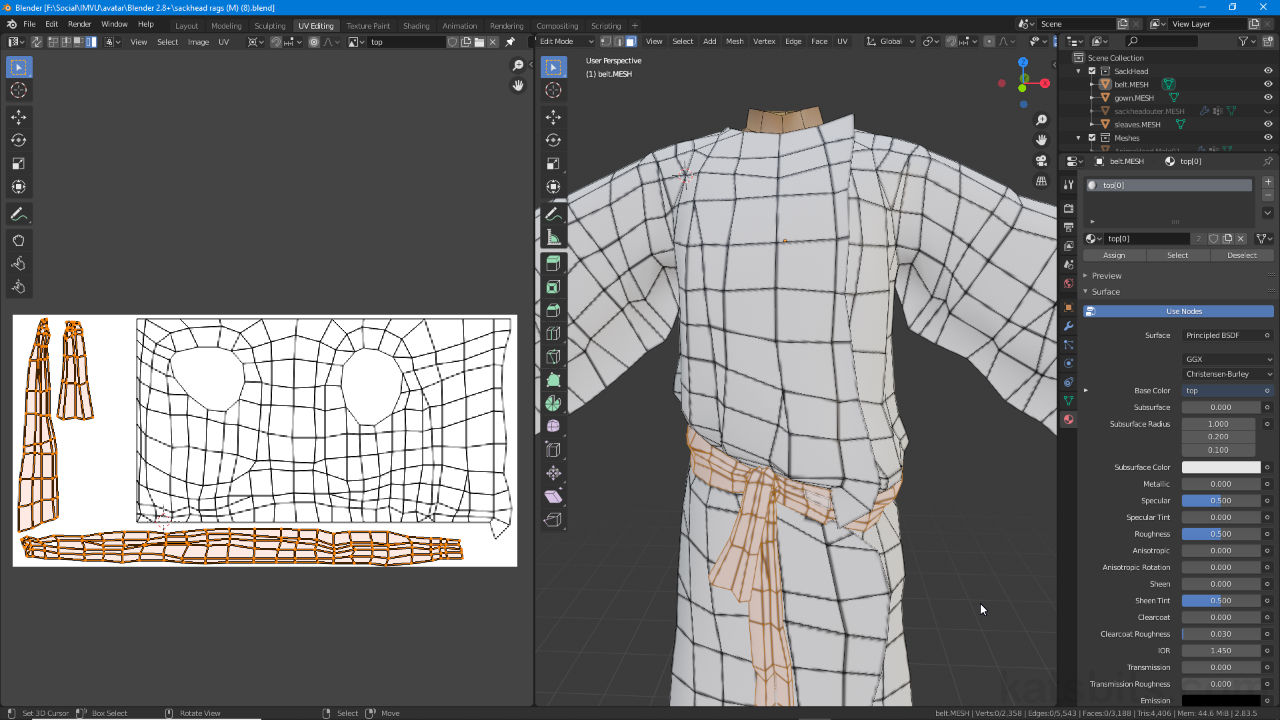 Blender [F:\Social\IMVU\avatar\Blender 2.8+\sackhead rags (M) (8).blend]
File Edit Render Window Help Layout Modeling Sculpting UV Editing Texture Paint Shading Animation Rendering Compositing Scripting Scene View Layer
View Select Image UV top
Edit Mode View Select Add Mesh Vertex Edge Face UV Global
User Perspective
(1) belt.MESH
Scene Collection
SackHead
belt.MESH
gown.MESH
sackheadouter.MESH
sleaves.MESH
Meshes
belt.MESH top[0]
top[0]
top[0] 2
Assign Select Deselect
Preview
Surface
Use Nodes
Surface Principled BSDF
GGX
Christensen-Burley
Base Color top
Subsurface 0.000
Subsurface Radius 1.000
0.200
0.100
Subsurface Color
Metallic 0.000
Specular 0.500
Specular Tint 0.000
Roughness 0.500
Anisotropic 0.000
Anisotropic Rotation 0.000
Sheen 0.000
Sheen Tint 0.500
Clearcoat 0.000
Clearcoat Roughness 0.030
IOR 1.450
Transmission 0.000
Transmission Roughness 0.000
Emission
Set 3D Cursor Box Select Rotate View Select Move
belt.MESH | Verts:0/2,358 | Edges:0/5,543 | Faces:0/3,188 | Tris:4,406 | Mem: 44.6 MiB | 2.83.5